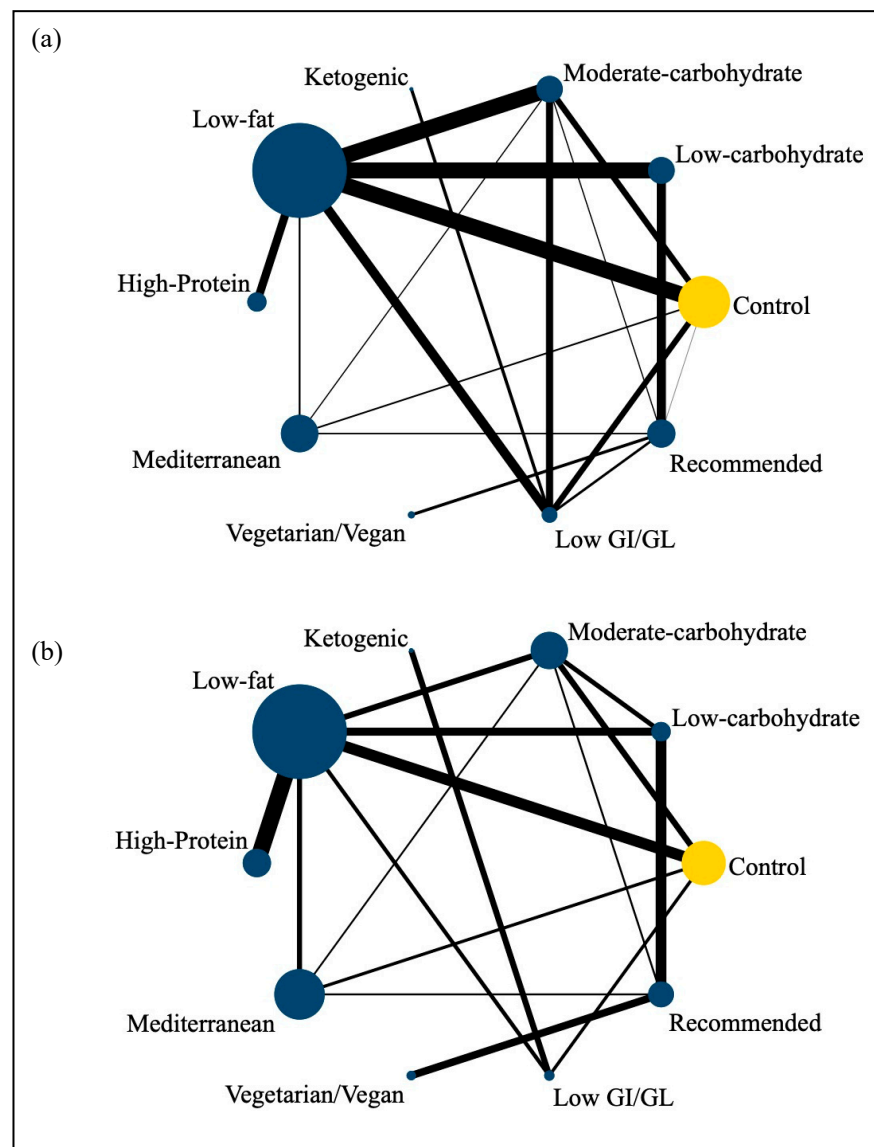 (a)
Ketogenic
Moderate-carbohydrate
Low-fat
Low-carbohydrate
High-Protein
Control
Mediterranean
Recommended
Vegetarian/Vegan
Low GI/GL
(b)
Ketogenic
Moderate-carbohydrate
Low-fat
Low-carbohydrate
High-Protein
Control
Mediterranean
Recommended
Vegetarian/Vegan
Low GI/GL